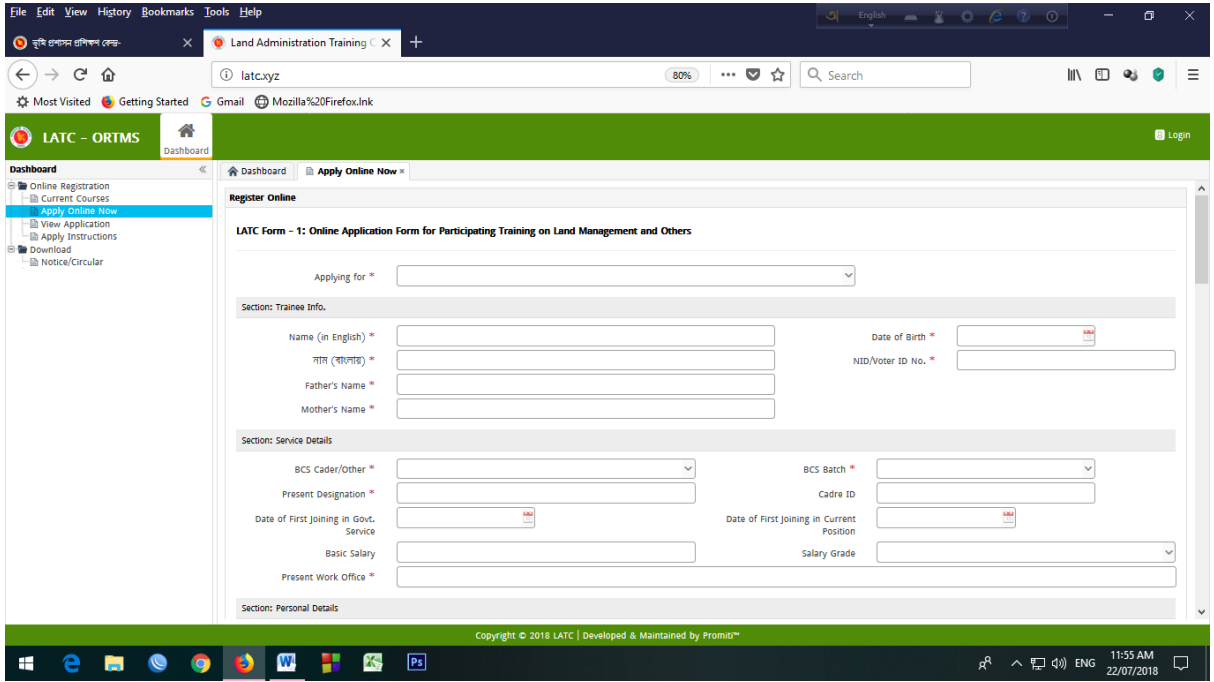 File Edit View History Bookmarks Tools Help
English
ভূমি প্রশাসন প্রশিক্ষণ কেন্দ্র-
Land Administration Training C
latc.xyz
80%
Search
Most Visited Getting Started Gmail Mozilla%20Firefox.lnk
LATC - ORTMS
Dashboard
Login
Dashboard
Online Registration
Current Courses
Apply Online Now
View Application
Apply Instructions
Download
Notice/Circular
Dashboard Apply Online Now
Register Online
LATC Form - 1: Online Application Form for Participating Training on Land Management and Others
Applying for *
Section: Trainee Info.
Name (in English) * Date of Birth *
নাম (বাংলায়) * NID/Voter ID No. *
Father's Name *
Mother's Name *
Section: Service Details
BCS Cader/Other * BCS Batch *
Present Designation * Cadre ID
Date of First Joining in Govt. Service
Date of First Joining in Current Position
Basic Salary Salary Grade
Present Work Office *
Section: Personal Details
Copyright © 2018 LATC | Developed & Maintained by Promiti™
Ps
ENG
11:55 AM
22/07/2018